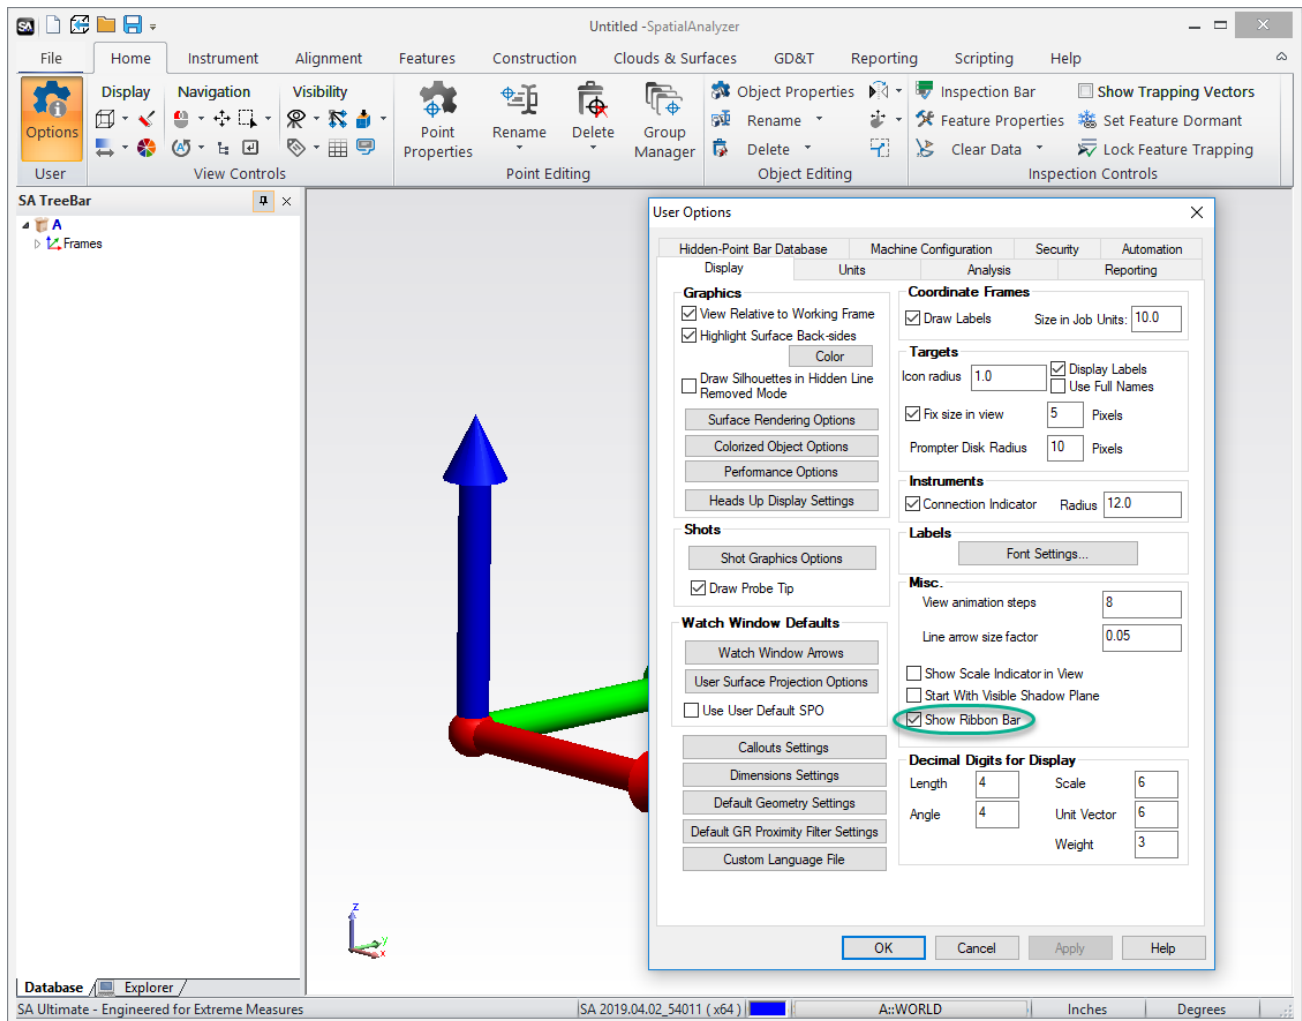 SA
Untitled -SpatialAnalyzer
File Home Instrument Alignment Features Construction Clouds & Surfaces GD&T Reporting Scripting Help
Display Navigation Visibility Object Properties Inspection Bar Show Trapping Vectors
Options Point Properties Rename Delete Group Manager Rename Feature Properties Set Feature Dormant
Delete Clear Data Lock Feature Trapping
User View Controls Point Editing Object Editing Inspection Controls
SA TreeBar
A
Frames
User Options
Hidden-Point Bar Database Machine Configuration Security Automation
Display Units Analysis Reporting
Graphics
View Relative to Working Frame
Highlight Surface Back-sides
Color
Draw Silhouettes in Hidden Line
Removed Mode
Surface Rendering Options
Colorized Object Options
Performance Options
Heads Up Display Settings
Shots
Shot Graphics Options
Draw Probe Tip
Watch Window Defaults
Watch Window Arrows
User Surface Projection Options
Use User Default SPO
Callouts Settings
Dimensions Settings
Default Geometry Settings
Default GR Proximity Filter Settings
Custom Language File
Coordinate Frames
Draw Labels Size in Job Units: 10.0
Targets
Icon radius 1.0 Display Labels
Use Full Names
Fix size in view 5 Pixels
Prompter Disk Radius 10 Pixels
Instruments
Connection Indicator Radius 12.0
Labels
Font Settings...
Misc.
View animation steps 8
Line arrow size factor 0.05
Show Scale Indicator in View
Start With Visible Shadow Plane
Show Ribbon Bar
Decimal Digits for Display
Length 4 Scale 6
Angle 4 Unit Vector 6
Weight 3
OK Cancel Apply Help
z
y
x
Database Explorer
SA Ultimate - Engineered for Extreme Measures SA 2019.04.02_54011 ( x64 ) A::WORLD Inches Degrees